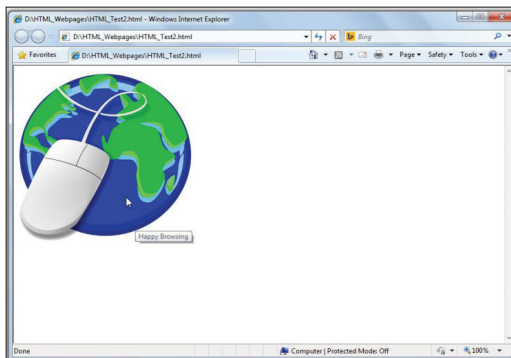 D:\HTML_Webpages\HTML_Test2.html - Windows Internet Explorer
D:\HTML_Webpages\HTML_Test2.html
Bing
Favorites
D:\HTML_Webpages\HTML_Test2.html
Page
Safety
Tools
Happy Browsing
Done
Computer | Protected Mode: Off
100%